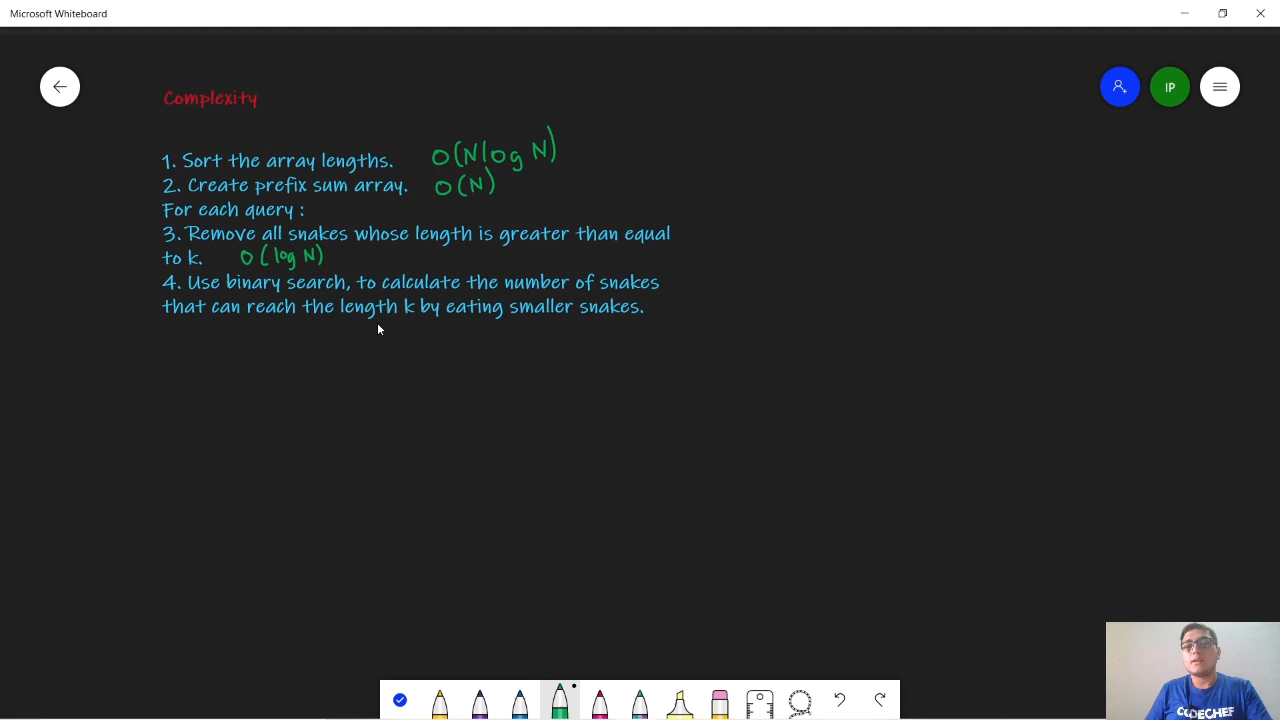 Microsoft Whiteboard
IP
Complexity
1. Sort the array lengths. O(N log N)
2. Create prefix sum array. O(N)
For each query :
3. Remove all snakes whose length is greater than equal
to k. O(log N)
4. Use binary search, to calculate the number of snakes
that can reach the length k by eating smaller snakes.
CODECHEF